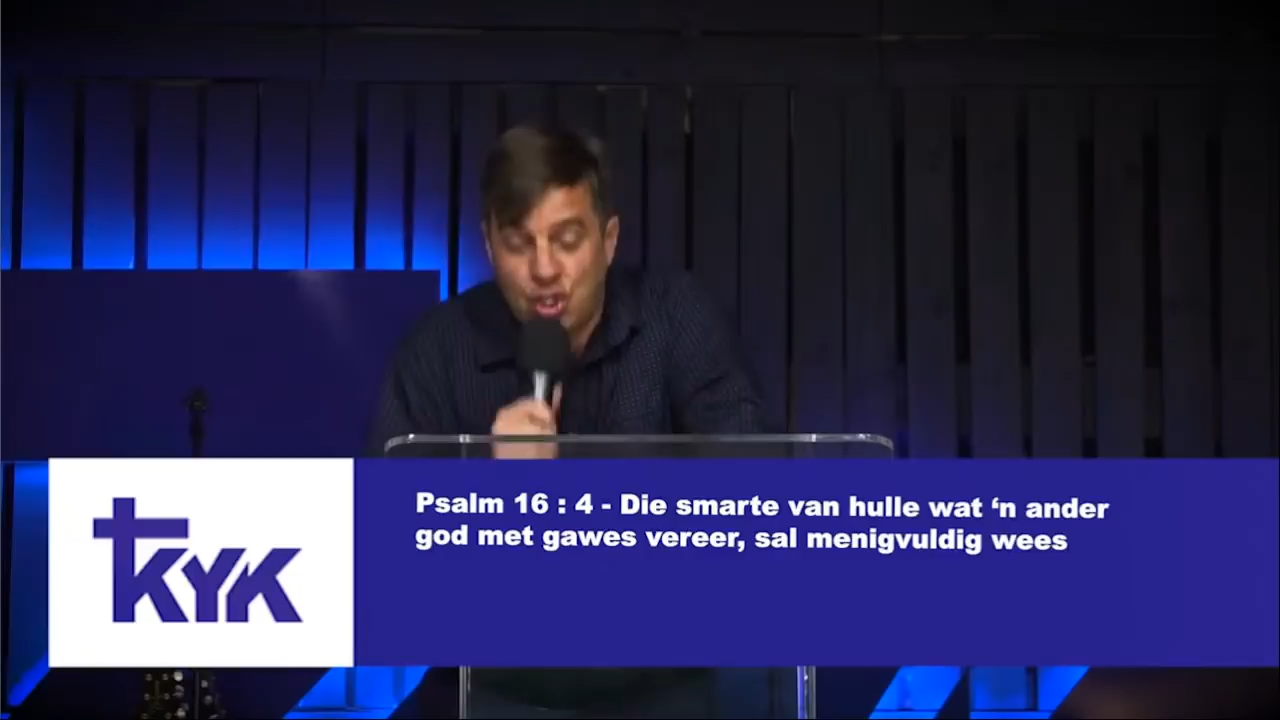 KYK
Psalm 16 : 4 - Die smarte van hulle wat ‘n ander
god met gawes vereer, sal menigvuldig wees